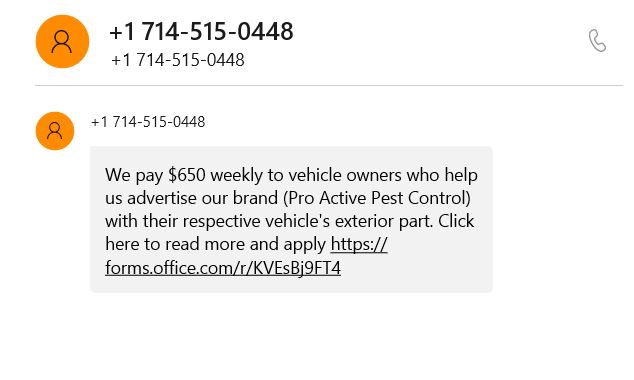 +1 714-515-0448
+1 714-515-0448
+1 714-515-0448
We pay $650 weekly to vehicle owners who help
us advertise our brand (Pro Active Pest Control)
with their respective vehicle's exterior part. Click
here to read more and apply https://
forms.office.com/r/KVEsBj9FT4